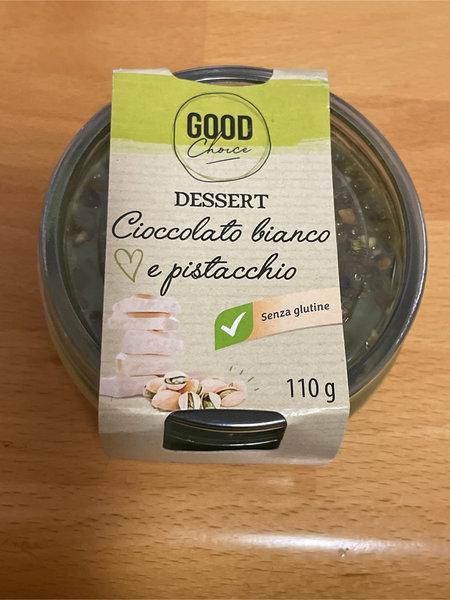 GOOD
Choice
DESSERT
Cioccolato bianco
e pistacchio
Senza glutine
110 g